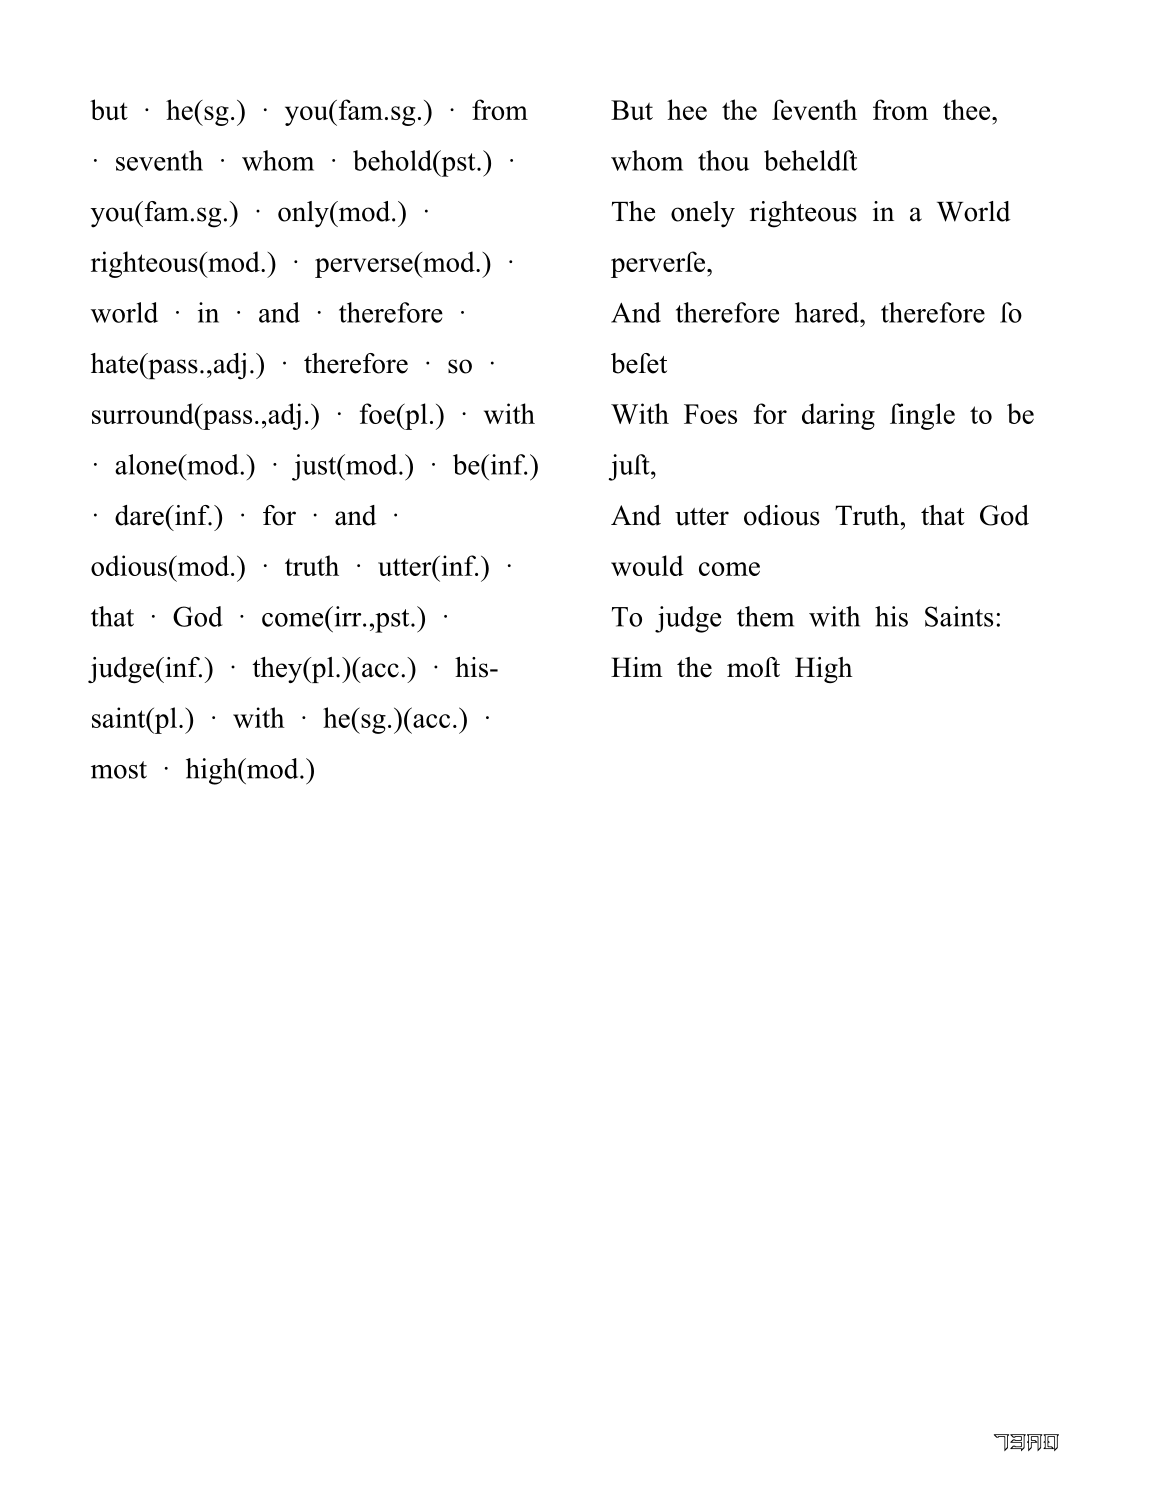 but · he(sg.) · you(fam.sg.) · from
· seventh · whom · behold(pst.) ·
you(fam.sg.) · only(mod.) ·
righteous(mod.) · perverse(mod.) ·
world · in · and · therefore ·
hate(pass.,adj.) · therefore · so ·
surround(pass.,adj.) · foe(pl.) · with
· alone(mod.) · just(mod.) · be(inf.)
· dare(inf.) · for · and ·
odious(mod.) · truth · utter(inf.) ·
that · God · come(irr.,pst.) ·
judge(inf.) · they(pl.)(acc.) · his-
saint(pl.) · with · he(sg.)(acc.) ·
most · high(mod.)
But hee the ſeventh from thee,
whom thou beheldſt
The onely righteous in a World
perverſe,
And therefore hared, therefore ſo
beſet
With Foes for daring ſingle to be
juſt,
And utter odious Truth, that God
would come
To judge them with his Saints:
Him the moſt High